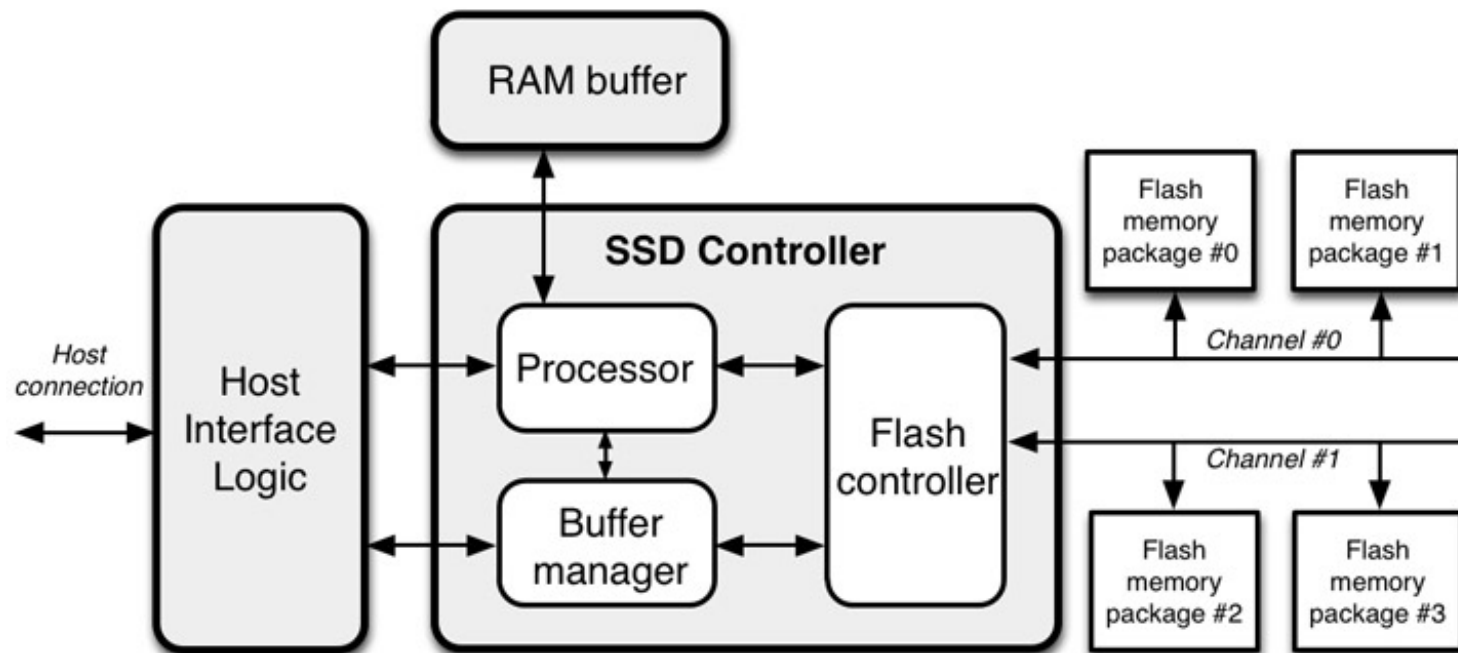 RAM buffer
SSD Controller
Host
connection
Host
Interface
Logic
Processor
Buffer
manager
Flash
controller
Flash
memory
package #0
Flash
memory
package #1
Channel #0
Channel #1
Flash
memory
package #2
Flash
memory
package #3